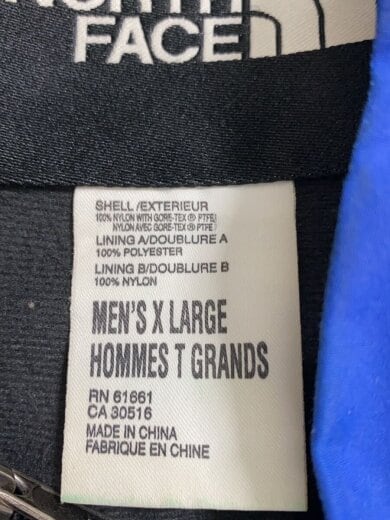 NORTH
FACE
SHELL /EXTERIEUR
100% NYLON WITH GORE-TEX ® PTFE
NYLON AVEC GORE-TEX ® PTFE
LINING A/DOUBLURE A
100% POLYESTER
LINING B/DOUBLURE B
100% NYLON
MEN'S X LARGE
HOMMES T GRANDS
RN 61661
CA 30516
MADE IN CHINA
FABRIQUE EN CHINE